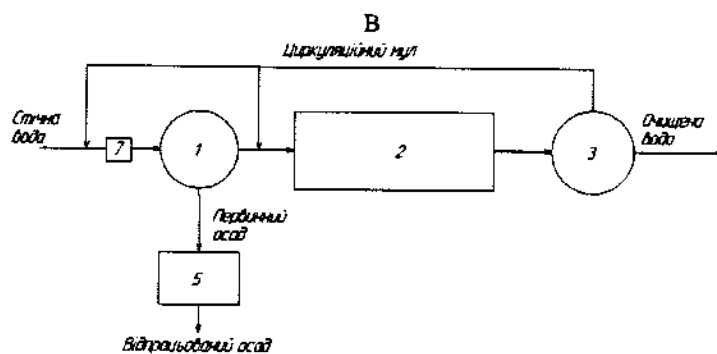 В
Циркуляційний мул
Стічна
вода
7
1
2
3
Очищена
вода
Первинний
осад
5
Відпрацьований осад